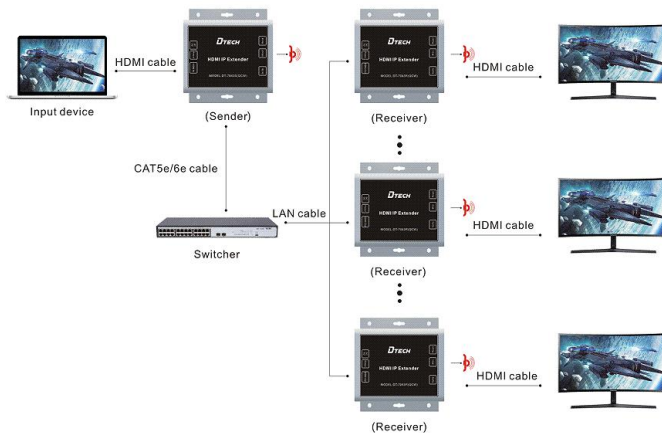 DTECH
HDMI IP Extender
HDMI cable
Input device
(Sender)
CAT5e/6e cable
Switcher
LAN cable
DTECH
HDMI IP Extender
HDMI cable
(Receiver)
DTECH
HDMI IP Extender
HDMI cable
(Receiver)
DTECH
HDMI IP Extender
HDMI cable
(Receiver)